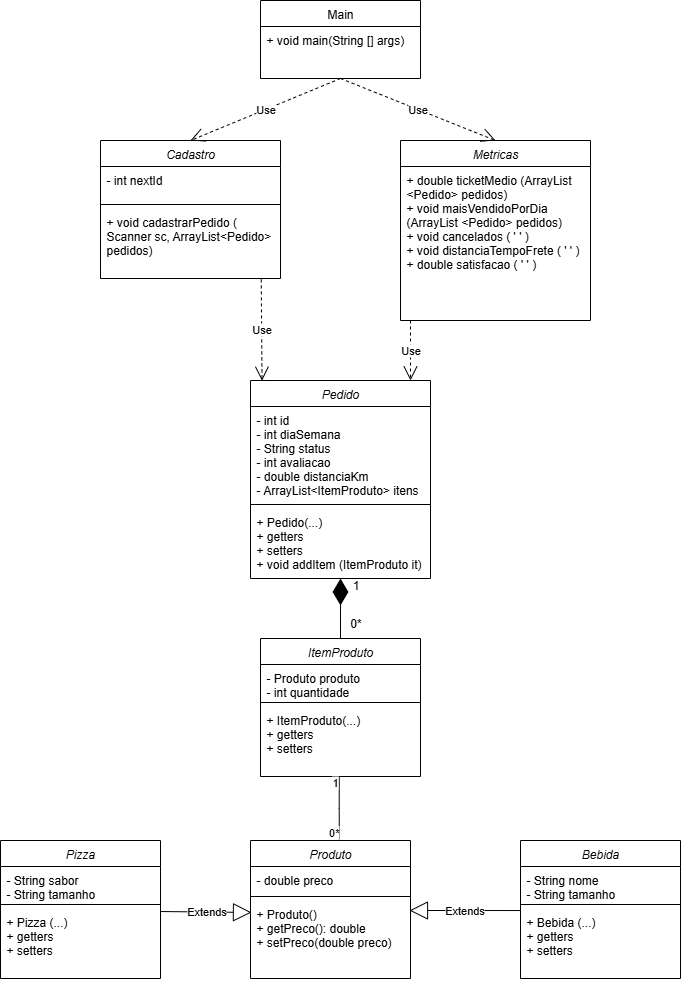 Main
+ void main(String [] args)
Use
Use
Cadastro
- int nextId
+ void cadastrarPedido (
Scanner sc, ArrayList<Pedido>
pedidos)
Metricas
+ double ticketMedio (ArrayList
<Pedido> pedidos)
+ void maisVendidoPorDia
(ArrayList <Pedido> pedidos)
+ void cancelados ( ' ' )
+ void distanciaTempoFrete ( ' ' )
+ double satisfacao ( ' ' )
Use
Use
Pedido
- int id
- int diaSemana
- String status
- int avaliacao
- double distanciaKm
- ArrayList<ItemProduto> itens
+ Pedido(...)
+ getters
+ setters
+ void addItem (ItemProduto it)
1
0*
ItemProduto
- Produto produto
- int quantidade
+ ItemProduto(...)
+ getters
+ setters
1
0*
Pizza
- String sabor
- String tamanho
+ Pizza (...)
+ getters
+ setters
Extends
Produto
- double preco
+ Produto()
+ getPreco(): double
+ setPreco(double preco)
Extends
Bebida
- String nome
- String tamanho
+ Bebida (...)
+ getters
+ setters